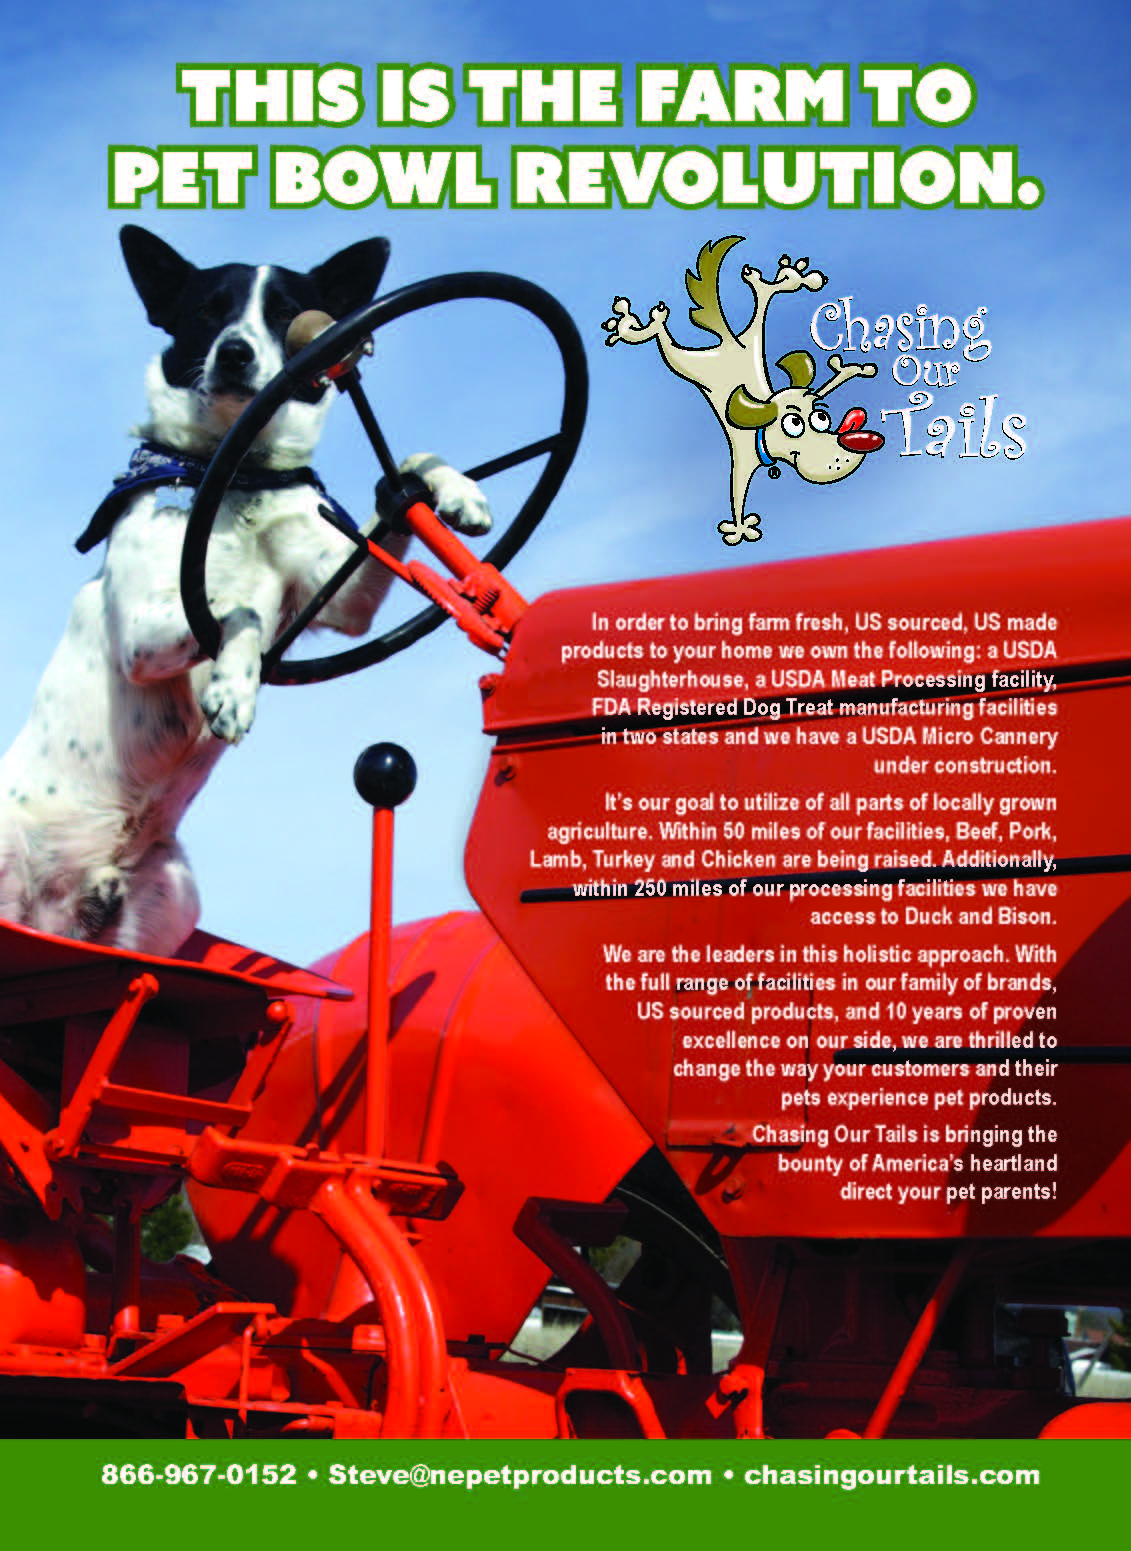 THIS IS THE FARM TO
PET BOWL REVOLUTION.
Chasing
Our
Tails
®
In order to bring farm fresh, US sourced, US made
products to your home we own the following: a USDA
Slaughterhouse, a USDA Meat Processing facility,
FDA Registered Dog Treat manufacturing facilities
in two states and we have a USDA Micro Cannery
under construction.
It's our goal to utilize of all parts of locally grown
agriculture. Within 50 miles of our facilities, Beef, Pork,
Lamb, Turkey and Chicken are being raised. Additionally,
within 250 miles of our processing facilities we have
access to Duck and Bison.
We are the leaders in this holistic approach. With
the full range of facilities in our family of brands,
US sourced products, and 10 years of proven
excellence on our side, we are thrilled to
change the way your customers and their
pets experience pet products.
Chasing Our Tails is bringing the
bounty of America's heartland
direct your pet parents!
866-967-0152 • Steve@nepetproducts.com • chasingourtails.com